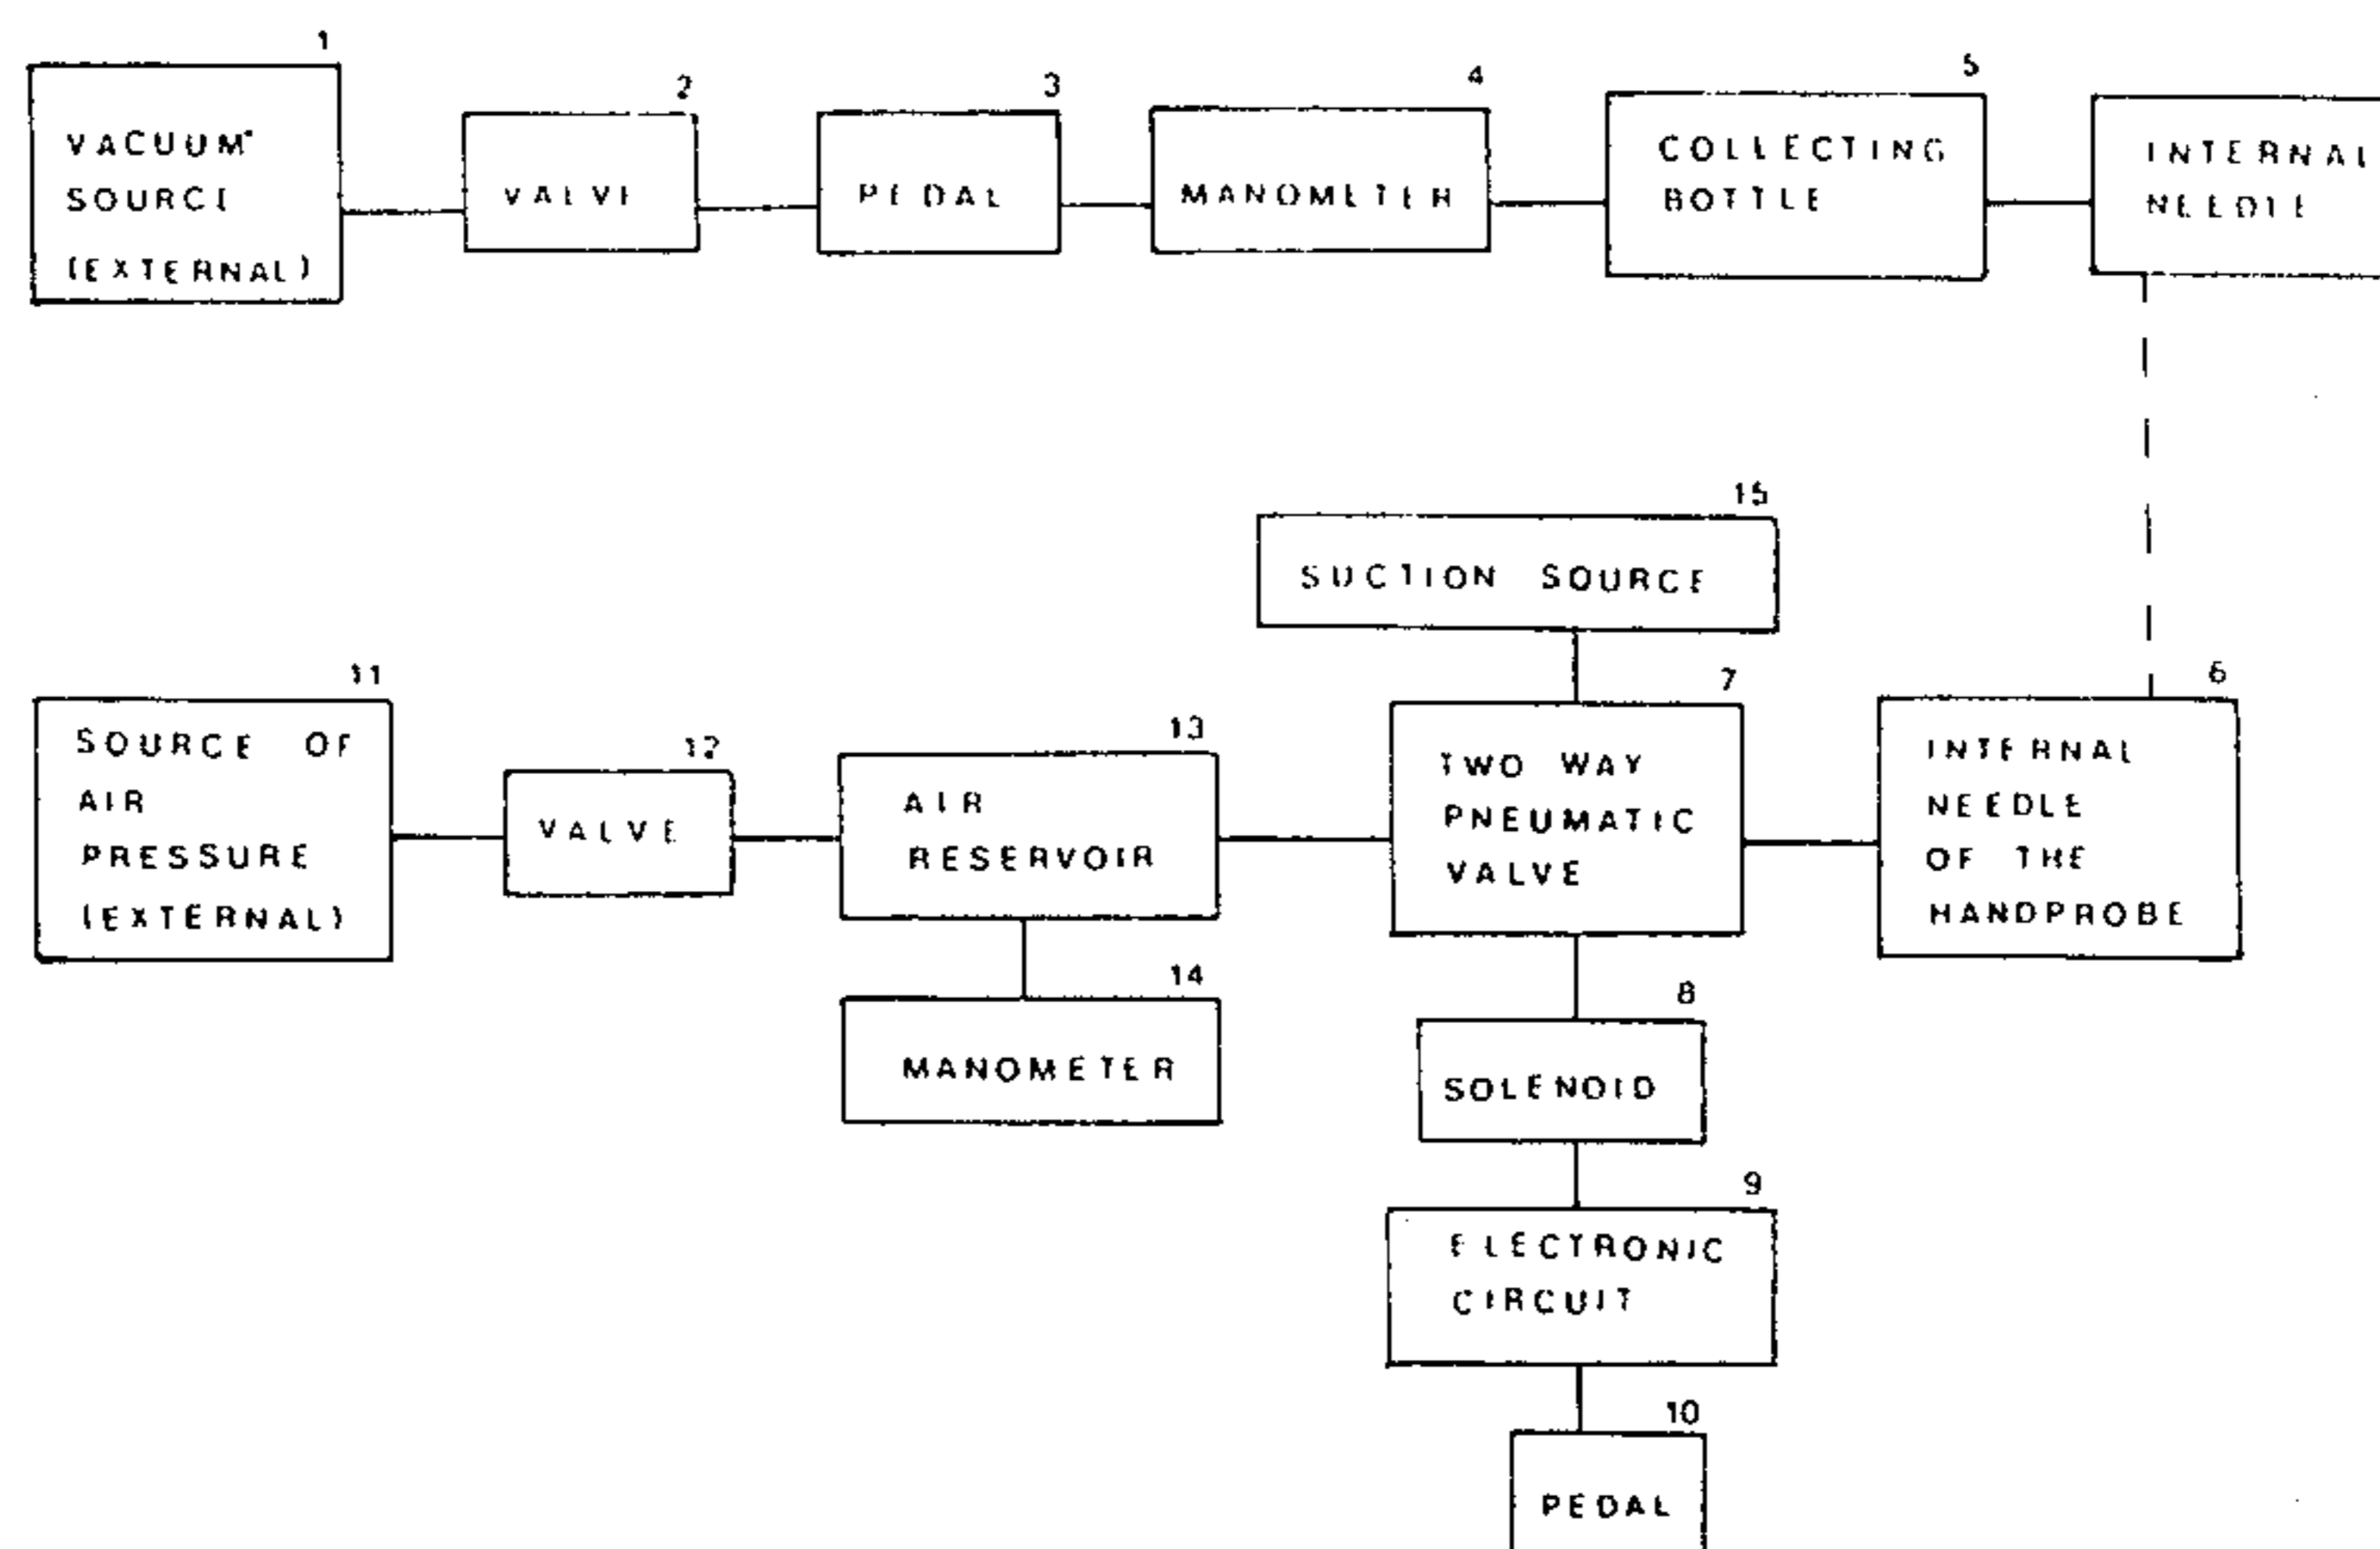 1
VACUUM
SOURCE
(EXTERNAL)
2
VALVE
3
PEDAL
4
MANOMETER
5
COLLECTING
BOTTLE
INTERNAL
NEEDLE
15
SUCTION SOURCE
11
SOURCE OF
AIR
PRESSURE
(EXTERNAL)
12
VALVE
13
AIR
RESERVOIR
14
MANOMETER
7
TWO WAY
PNEUMATIC
VALVE
6
INTERNAL
NEEDLE
OF THE
HANDPROBE
8
SOLENOID
9
ELECTRONIC
CIRCUIT
10
PEDAL